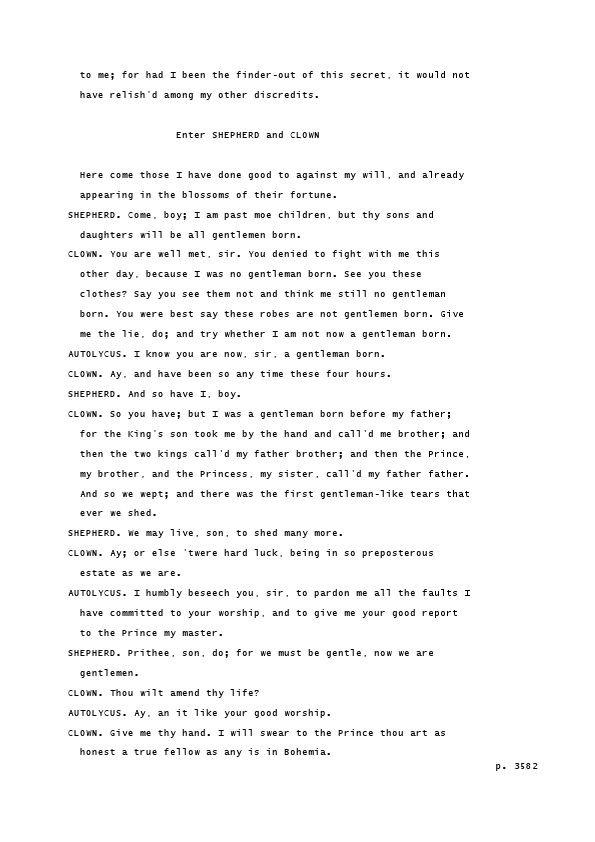 to me; for had I been the finder-out of this secret, it would not
have relish'd among my other discredits.
Enter SHEPHERD and CLOWN
Here come those I have done good to against my will, and already
appearing in the blossoms of their fortune.
SHEPHERD. Come, boy; I am past moe children, but thy sons and
daughters will be all gentlemen born.
CLOWN. You are well met, sir. You denied to fight with me this
other day, because I was no gentleman born. See you these
clothes? Say you see them not and think me still no gentleman
born. You were best say these robes are not gentlemen born. Give
me the lie, do; and try whether I am not now a gentleman born.
AUTOLYCUS. I know you are now, sir, a gentleman born.
CLOWN. Ay, and have been so any time these four hours.
SHEPHERD. And so have I, boy.
CLOWN. So you have; but I was a gentleman born before my father;
for the King's son took me by the hand and call'd me brother; and
then the two kings call'd my father brother; and then the Prince,
my brother, and the Princess, my sister, call'd my father father.
And so we wept; and there was the first gentleman-like tears that
ever we shed.
SHEPHERD. We may live, son, to shed many more.
CLOWN. Ay; or else 'twere hard luck, being in so preposterous
estate as we are.
AUTOLYCUS. I humbly beseech you, sir, to pardon me all the faults I
have committed to your worship, and to give me your good report
to the Prince my master.
SHEPHERD. Prithee, son, do; for we must be gentle, now we are
gentlemen.
CLOWN. Thou wilt amend thy life?
AUTOLYCUS. Ay, an it like your good worship.
CLOWN. Give me thy hand. I will swear to the Prince thou art as
honest a true fellow as any is in Bohemia.
p. 3582